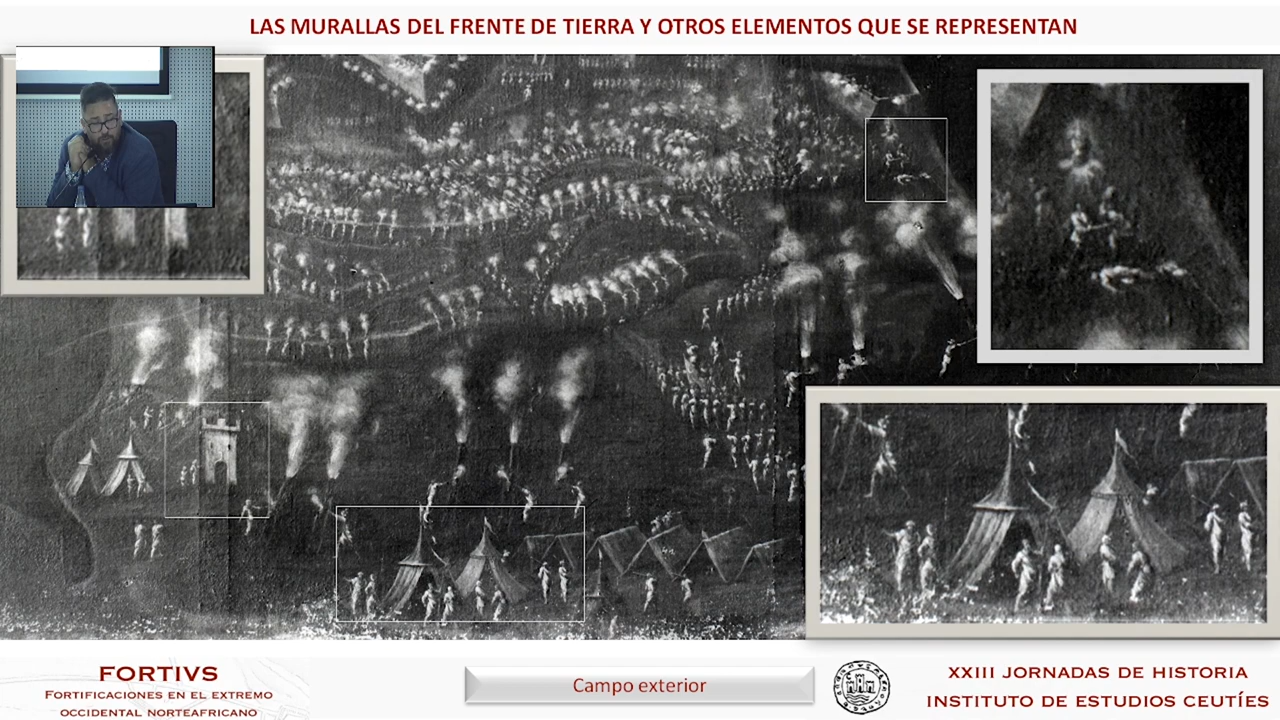 LAS MURALLAS DEL FRENTE DE TIERRA Y OTROS ELEMENTOS QUE SE REPRESENTAN
FORTIVS
FORTIFICACIONES EN EL EXTREMO
OCCIDENTAL NORTEAFRICANO
Campo exterior
XXIII JORNADAS DE HISTORIA
INSTITUTO DE ESTUDIOS CEUTÍES